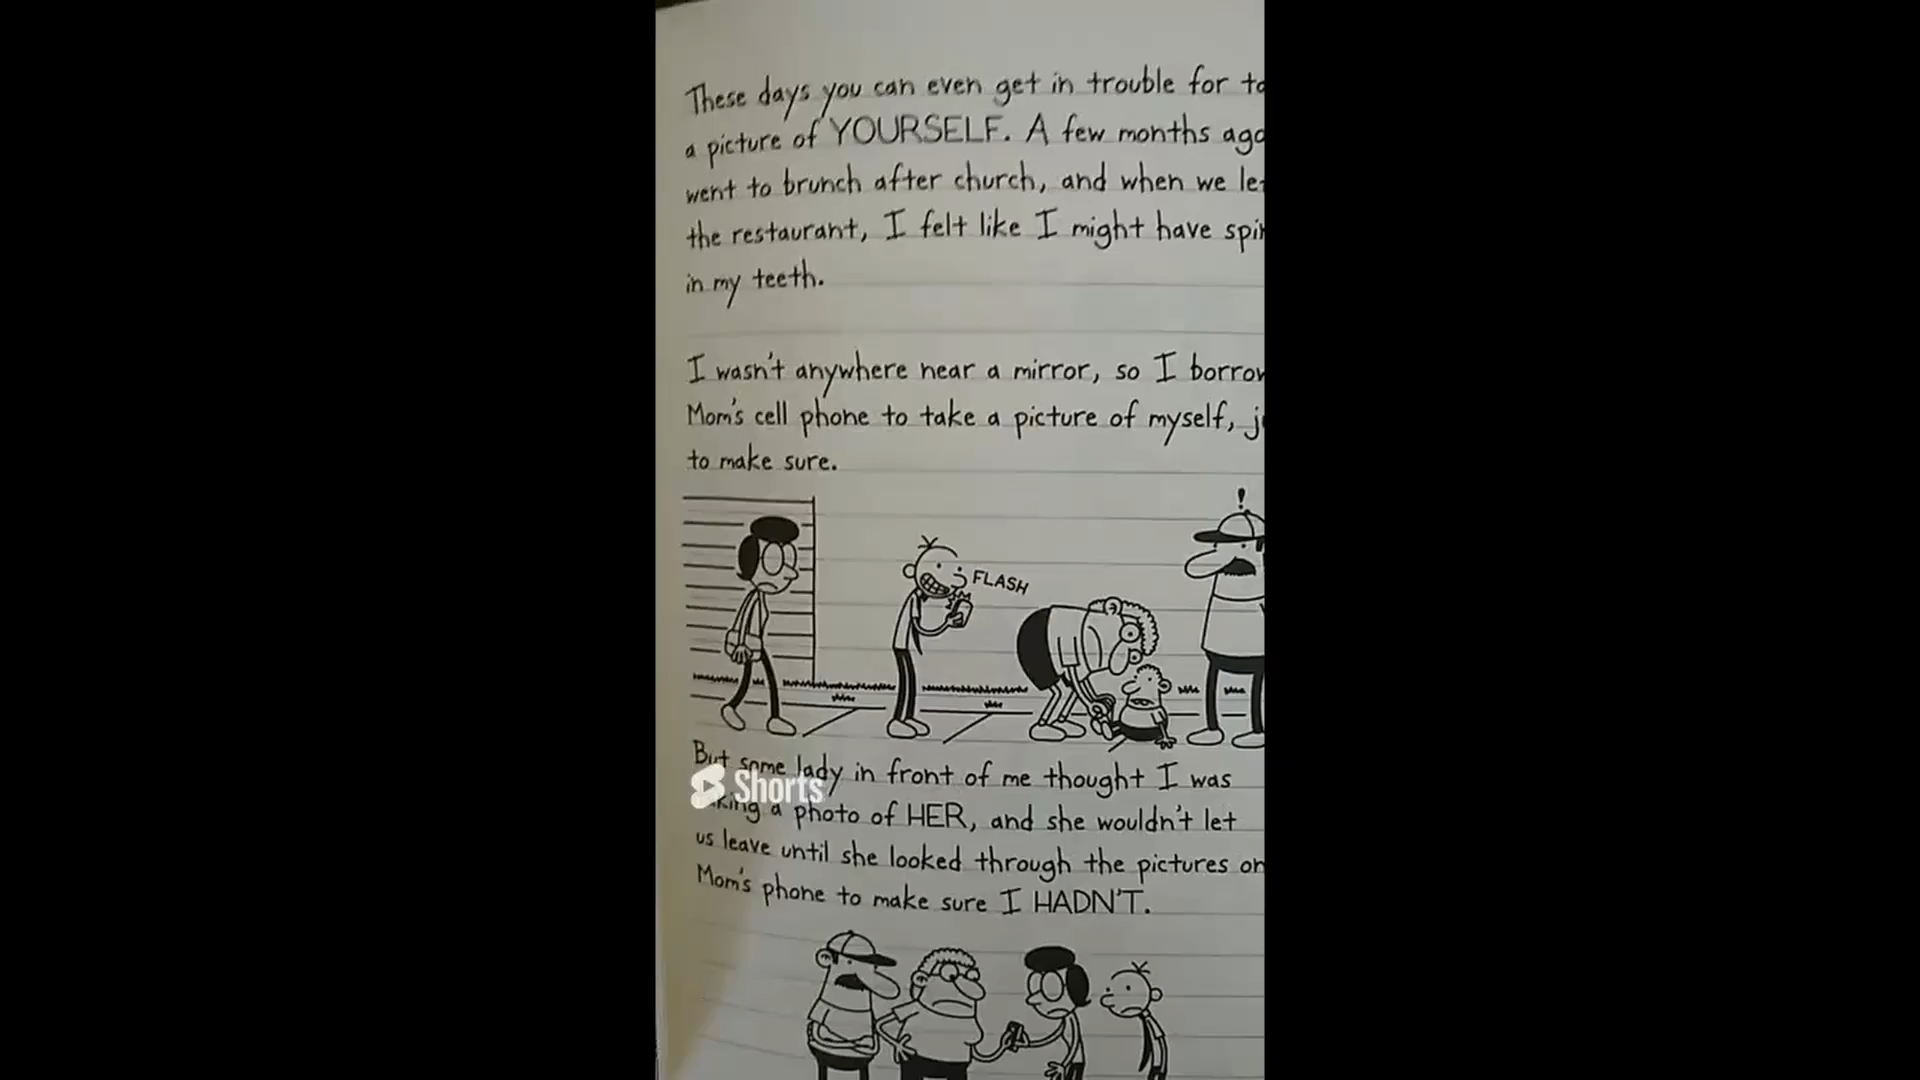 These days you can even get in trouble for
a picture of YOURSELF. A few months
went to brunch after church, and when we
the restaurant, I felt like I might have
in my teeth.
I wasn't anywhere near a mirror, so I
Mom's cell phone to take a picture of myself,
to make sure.
!
FLASH
But some lady in front of me thought I was
Shorts
a photo of HER, and she wouldn't let
us leave until she looked through the pictures on
Mom's phone to make sure I HADN'T.